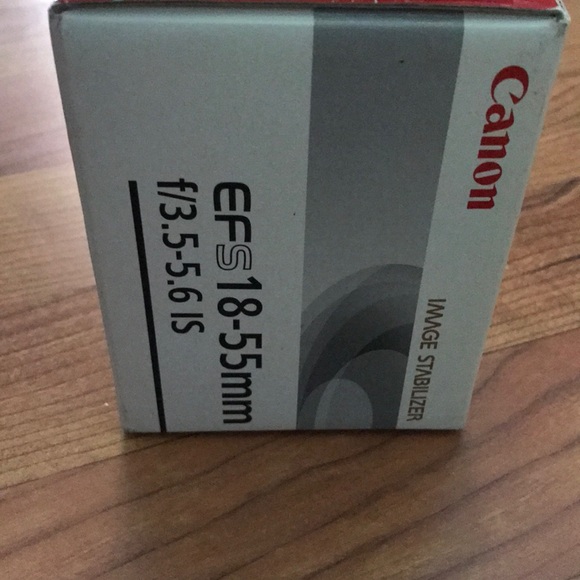 Canon
IMAGE STABILIZER
EFS 18-55mm
f/3.5-5.6 IS